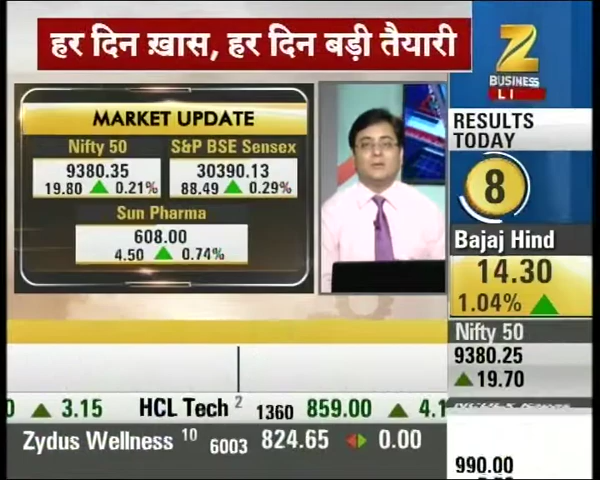 हर दिन ख़ास, हर दिन बड़ी तैयारी
Z
BUSINESS
LI
MARKET UPDATE
Nifty 50
9380.35
19.80 0.21%
S&P BSE Sensex
30390.13
88.49 0.29%
Sun Pharma
608.00
4.50 0.74%
RESULTS
TODAY
8
Bajaj Hind
14.30
1.04%
Nifty 50
9380.25
19.70
990.00
0 3.15 HCL Tech 2 1360 859.00 4.1
Zydus Wellness 10 6003 824.65 0.00